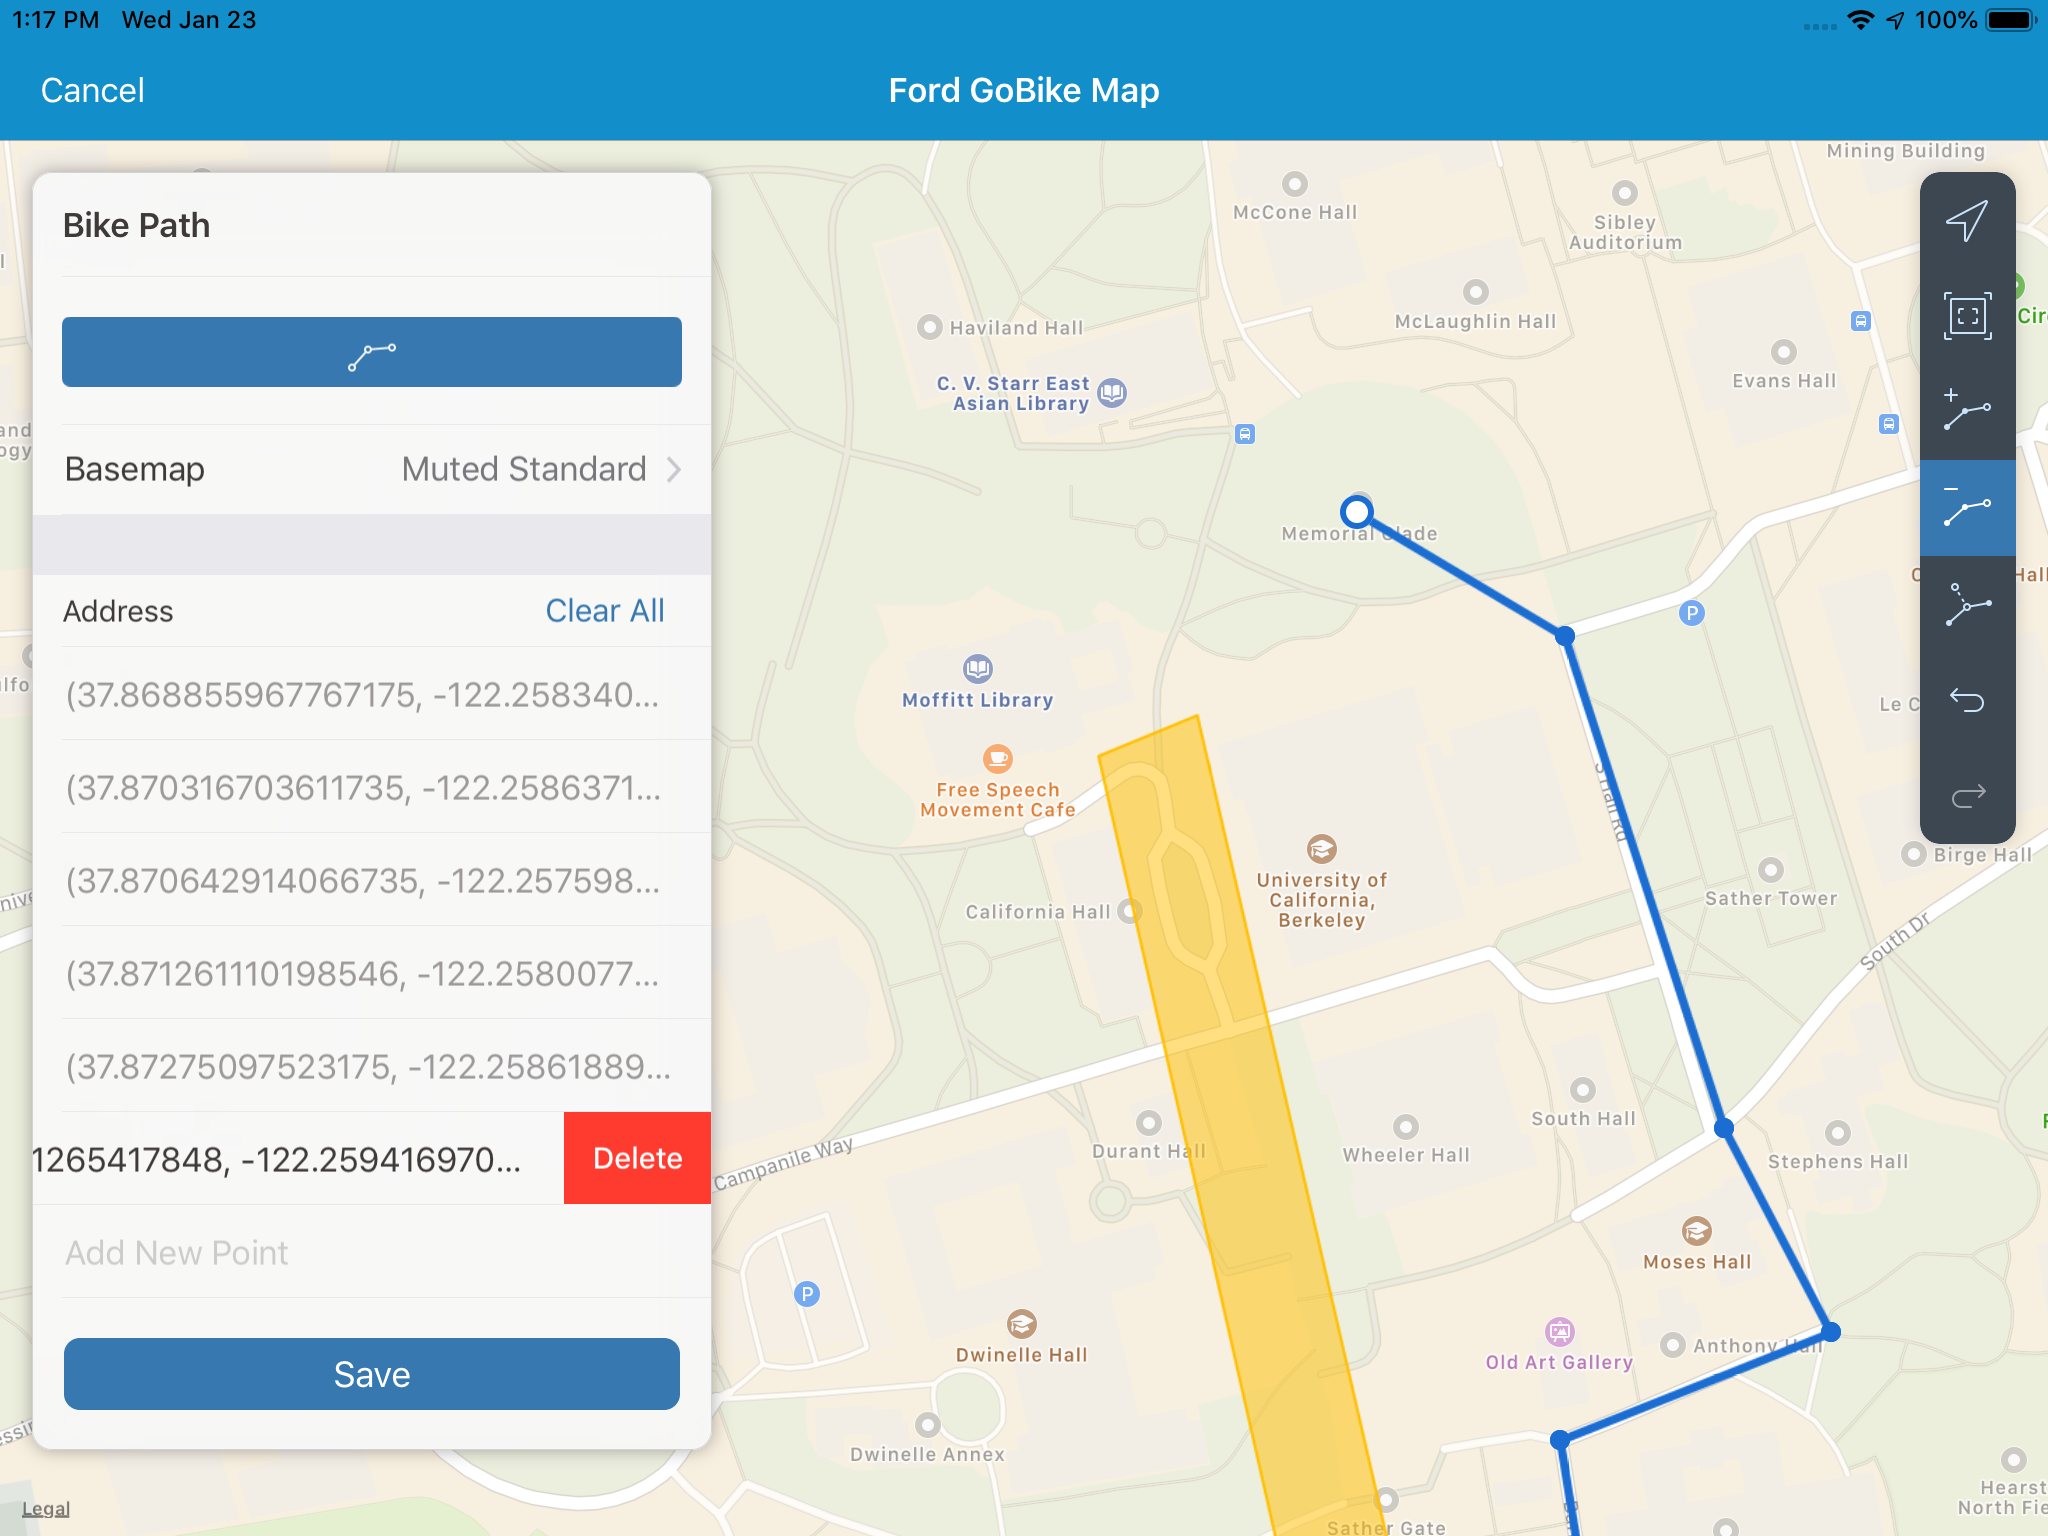 1:17 PM Wed Jan 23
100%
Cancel
Ford GoBike Map
Bike Path
Basemap
Muted Standard
Address
Clear All
(37.868855967767175, -122.258340...
(37.870316703611735, -122.2586371...
(37.870642914066735, -122.257598...
(37.871261110198546, -122.2580077...
(37.87275097523175, -122.25861889...
1265417848, -122.259416970...
Delete
Add New Point
Save
Legal
Mining Building
McCone Hall
Sibley
Auditorium
Haviland Hall
McLaughlin Hall
C. V. Starr East
Asian Library
Evans Hall
Memorial Glade
P
Moffitt Library
Free Speech
Movement Cafe
University of
California,
Berkeley
California Hall
Sather Tower
Birge Hall
South Dr
South Hall
Durant Hall
Wheeler Hall
Stephens Hall
Campanile Way
Moses Hall
P
Dwinelle Hall
Old Art Gallery
Anthony Hall
Dwinelle Annex
Sather Gate
Hearst